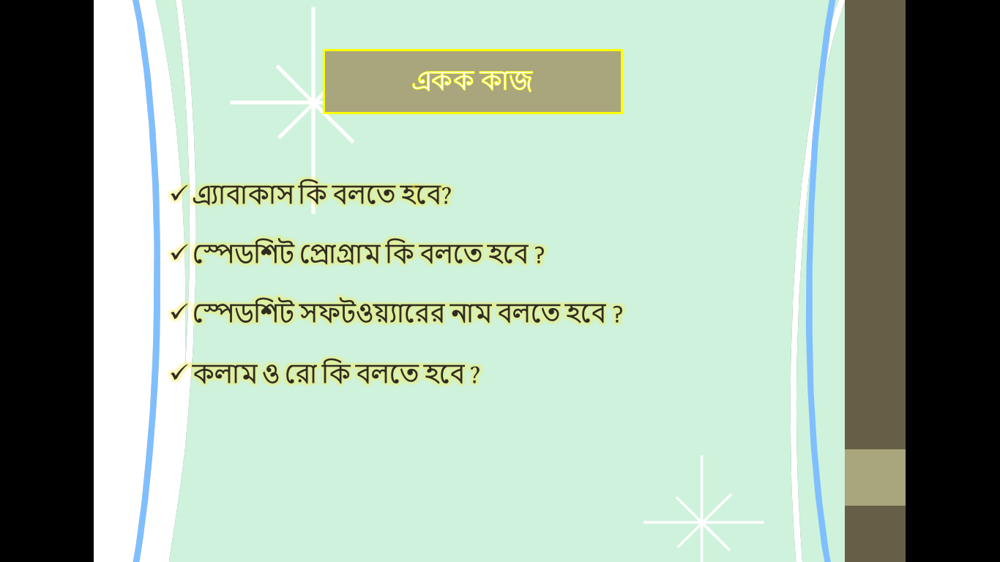 একক কাজ
✓ এ্যাবাকাস কি বলতে হবে?
✓ স্পেডশিট প্রোগ্রাম কি বলতে হবে ?
✓ স্পেডশিট সফটওয়্যারের নাম বলতে হবে ?
✓ কলাম ও রো কি বলতে হবে ?